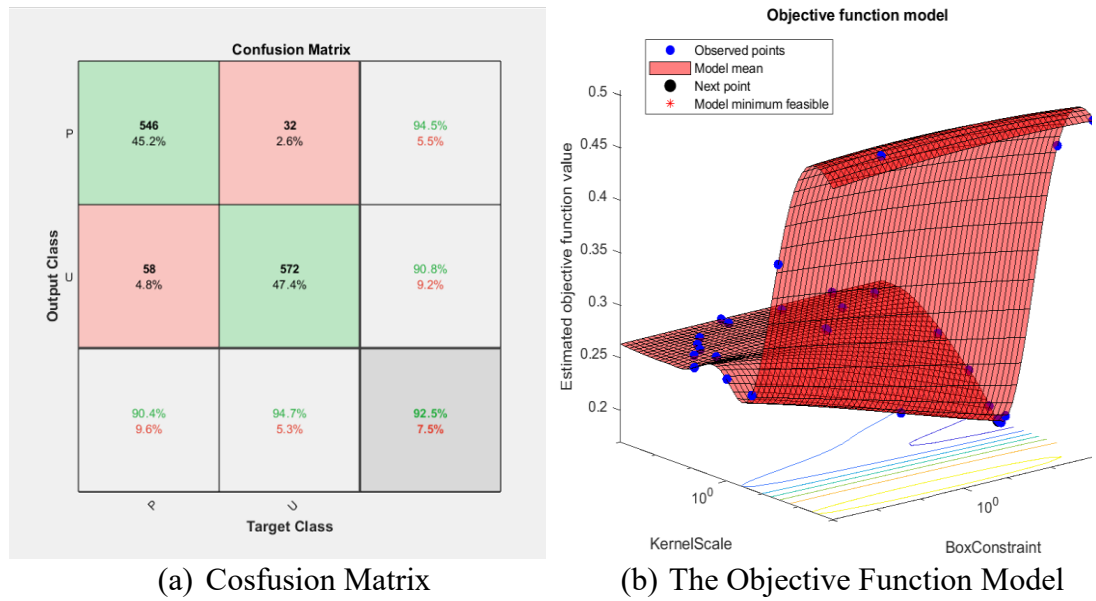 Confusion Matrix
Output Class
P
546
45.2%
32
2.6%
94.5%
5.5%
U
58
4.8%
572
47.4%
90.8%
9.2%
90.4%
9.6%
94.7%
5.3%
92.5%
7.5%
P
U
Target Class
(a) Cosfusion Matrix
Objective function model
Observed points
Model mean
Next point
Model minimum feasible
Estimated objective function value
0.5
0.45
0.4
0.35
0.3
0.25
0.2
10^0
10^0
KernelScale
BoxConstraint
(b) The Objective Function Model